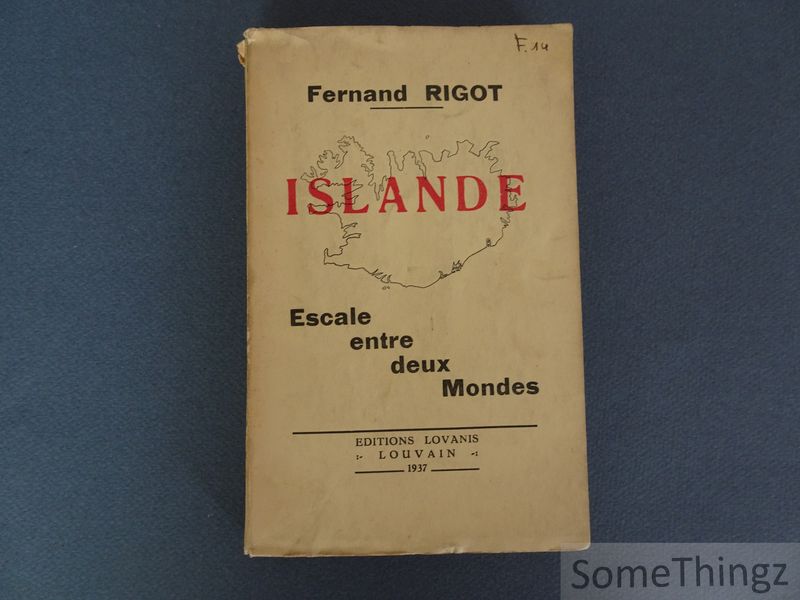 F. 14
Fernand RIGOT
ISLANDE
Escale
entre
deux
Mondes
EDITIONS LOVANIS
:- LOUVAIN -:
1937
SomeThingz